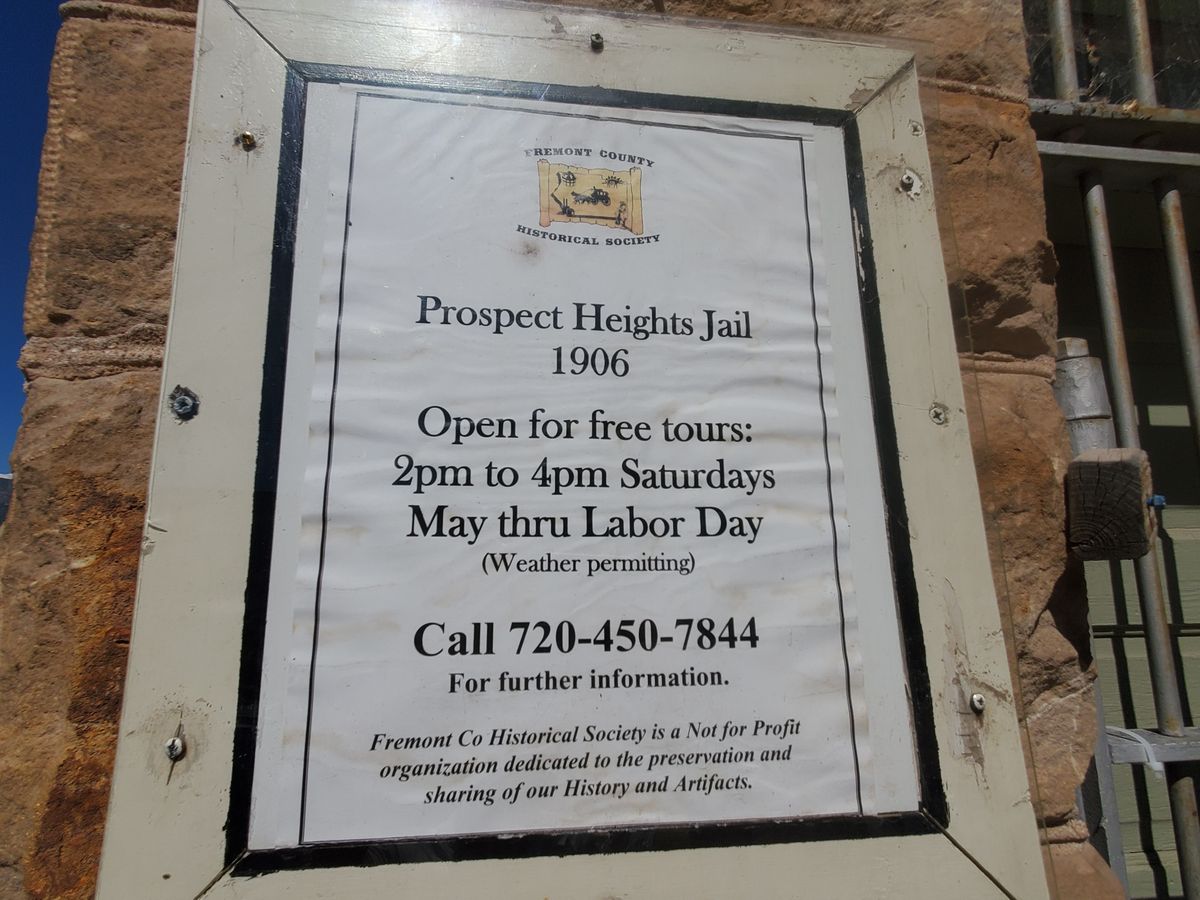 FREMONT COUNTY
HISTORICAL SOCIETY
Prospect Heights Jail
1906
Open for free tours:
2pm to 4pm Saturdays
May thru Labor Day
(Weather permitting)
Call 720-450-7844
For further information.
Fremont Co Historical Society is a Not for Profit
organization dedicated to the preservation and
sharing of our History and Artifacts.